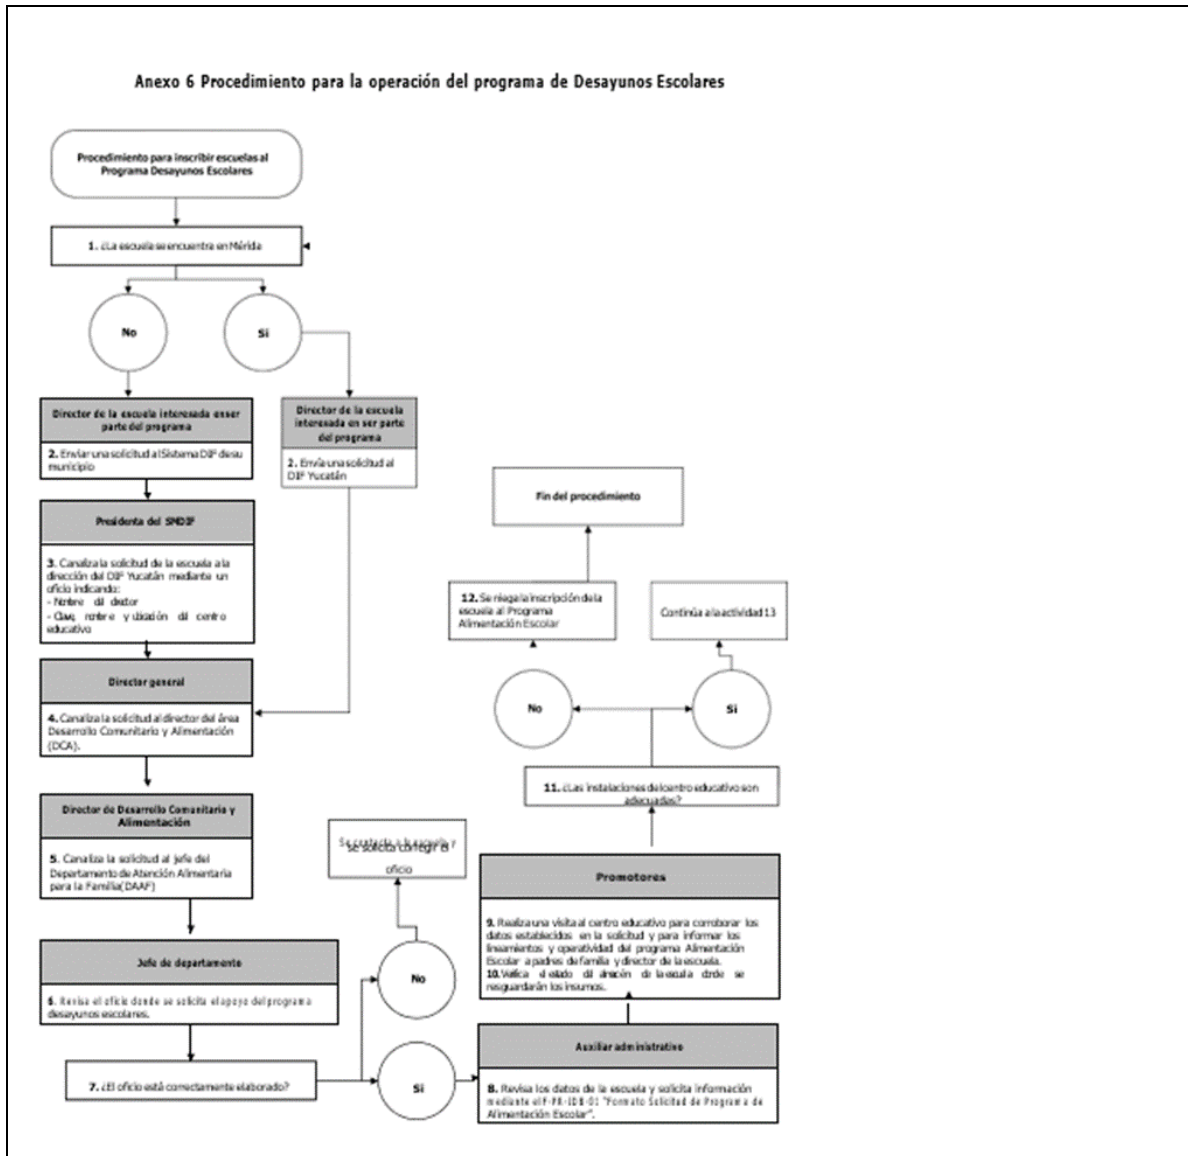 Anexo 6 Procedimiento para la operación del programa de Desayunos Escolares
Procedimiento para inscribir escuelas al
Programa Desayunos Escolares
1. ¿La escuela se encuentra en Mérida
No
Si
Director de la escuela interesada en ser
parte del programa
2. Enviar una solicitud al Sistema DIF de su
municipio
Director de la escuela
interesada en ser parte
del programa
2. Envía una solicitud al
DIF Yucatán
Presidenta del SMDIF
3. Canaliza la solicitud de la escuela a la
dirección del DIF Yucatán mediante un
oficio indicando:
- Nombre del director
- Clave, nombre y ubicación del centro
educativo
Director general
4. Canaliza la solicitud al director del área
Desarrollo Comunitario y Alimentación
(DCA).
Director de Desarrollo Comunitario y
Alimentación
5. Canaliza la solicitud al jefe del
Departamento de Atención Alimentaria
para la Familia(DAAF)
Jefe de departamento
6. Revisa el oficio donde se solicita el apoyo del programa
desayunos escolares.
7. ¿El oficio está correctamente elaborado?
No
Se contacta a la escuela y
se solicita corregir el
oficio
Si
Auxiliar administrativo
8. Revisa los datos de la escuela y solicita información
mediante el F-PR-IDB-01 "Formato Solicitud de Programa de
Alimentación Escolar".
Promotores
9. Realiza una visita al centro educativo para corroborar los
datos establecidos en la solicitud y para informar los
lineamientos y operatividad del programa Alimentación
Escolar a padres de familia y director de la escuela.
10. Verifica el estado del almacén de la escuela donde se
resguardarán los insumos.
11. ¿Las instalaciones del centro educativo son
adecuadas?
No
Si
12. Se niega la inscripción de la
escuela al Programa
Alimentación Escolar
Continúa a la actividad 13
Fin del procedimiento